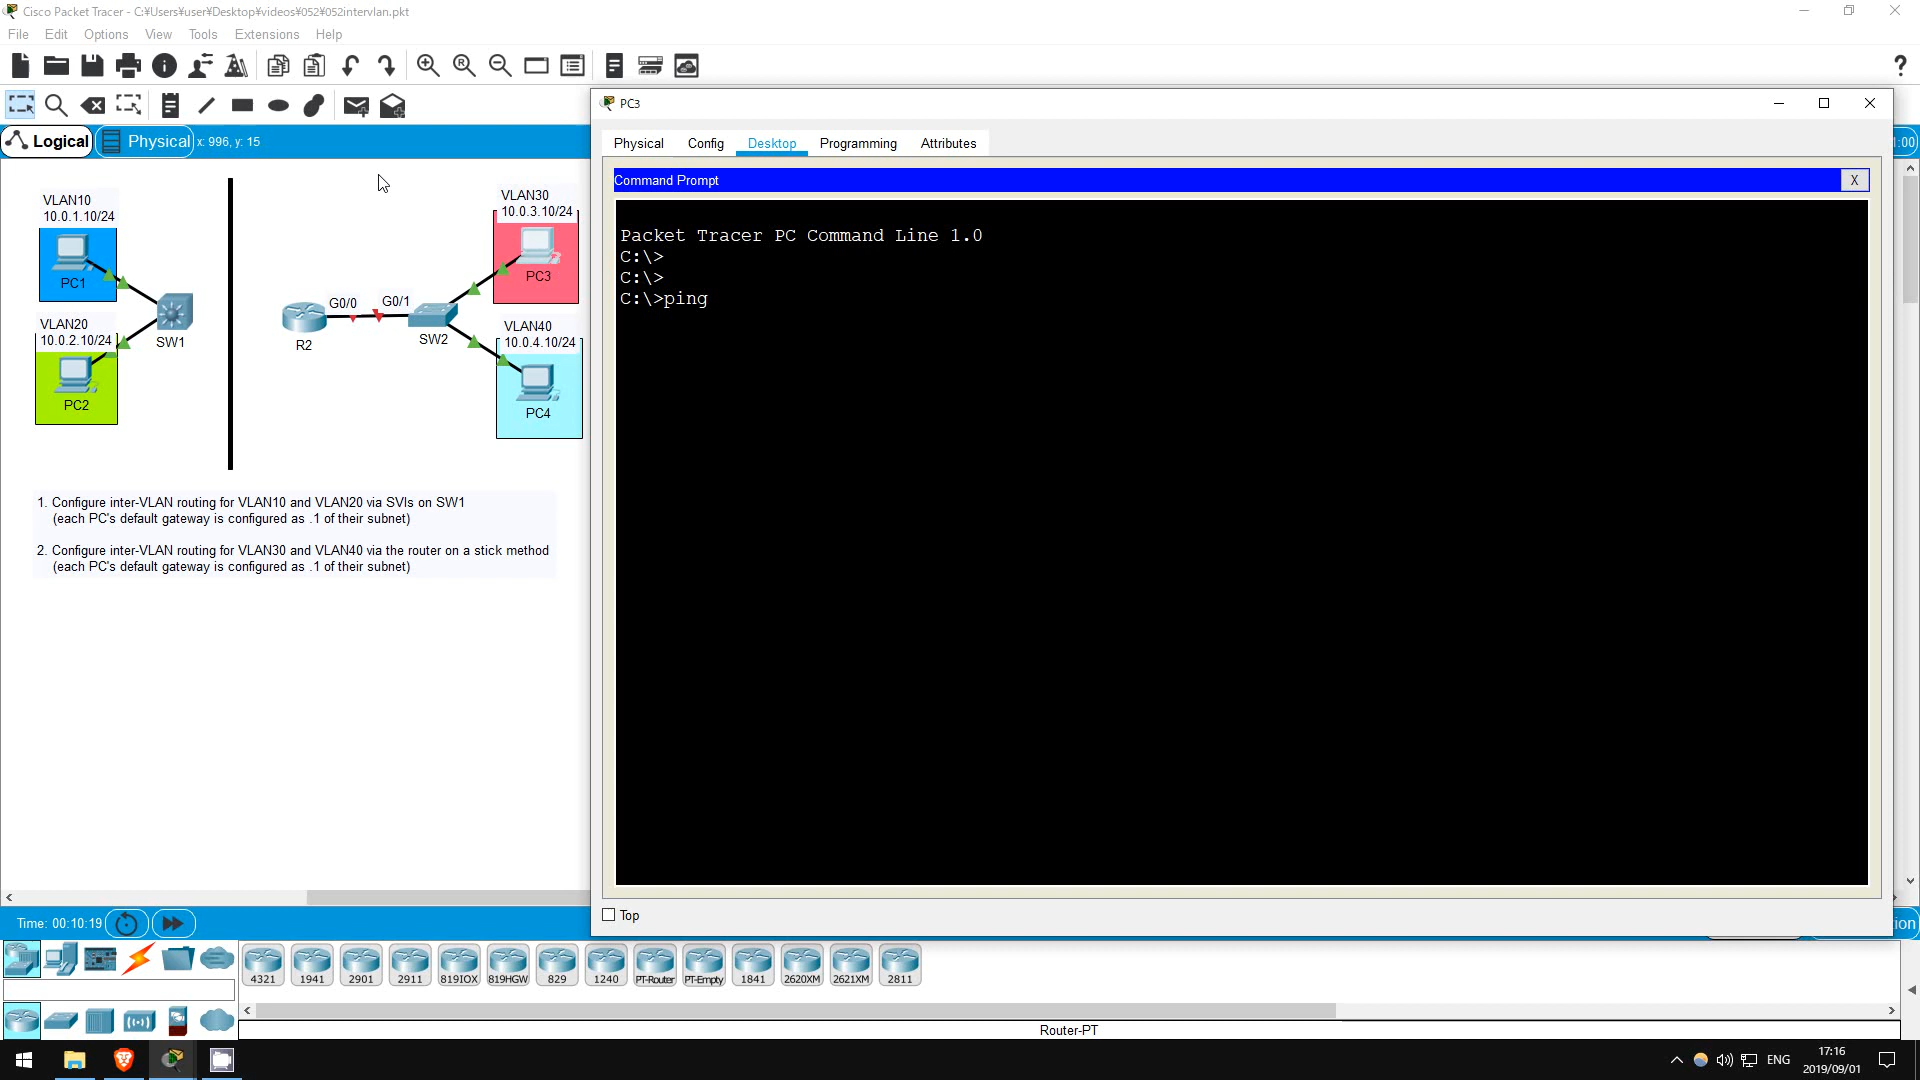 Cisco Packet Tracer - C:¥Users¥user¥Desktop¥videos¥052¥052intervlan.pkt
File Edit Options View Tools Extensions Help
Logical Physical x: 996, y: 15
:00
VLAN10
10.0.1.10/24
PC1
VLAN20
10.0.2.10/24
PC2
SW1
R2
G0/0
G0/1
SW2
VLAN30
10.0.3.10/24
PC3
VLAN40
10.0.4.10/24
PC4
1. Configure inter-VLAN routing for VLAN10 and VLAN20 via SVIs on SW1
(each PC's default gateway is configured as .1 of their subnet)
2. Configure inter-VLAN routing for VLAN30 and VLAN40 via the router on a stick method
(each PC's default gateway is configured as .1 of their subnet)
PC3
Physical Config Desktop Programming Attributes
Command Prompt X
Packet Tracer PC Command Line 1.0
C:\>
C:\>
C:\>ping
Top
Time: 00:10:19
ion
4321 1941 2901 2911 819IOX 819HGW 829 1240 PT-Router PT-Empty 1841 2620XM 2621XM 2811
Router-PT
ENG
17:16
2019/09/01